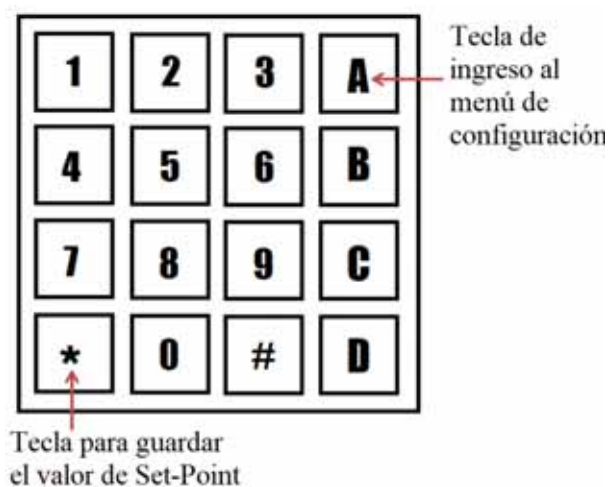 1 2 3 A
Tecla de
ingreso al
menú de
configuración
4 5 6 B
7 8 9 C
* 0 # D
Tecla para guardar
el valor de Set-Point